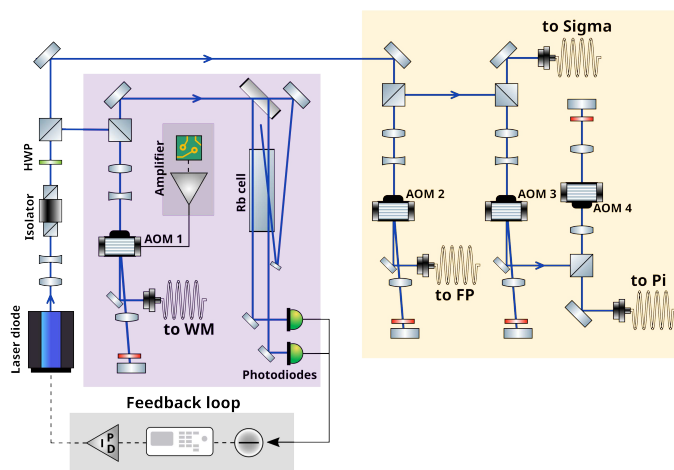 to Sigma
HWP
Amplifier
Isolator
Rb cell
AOM 1
AOM 2
AOM 3
AOM 4
to WM
to FP
to Pi
Laser diode
Photodiodes
Feedback loop
P
I
D